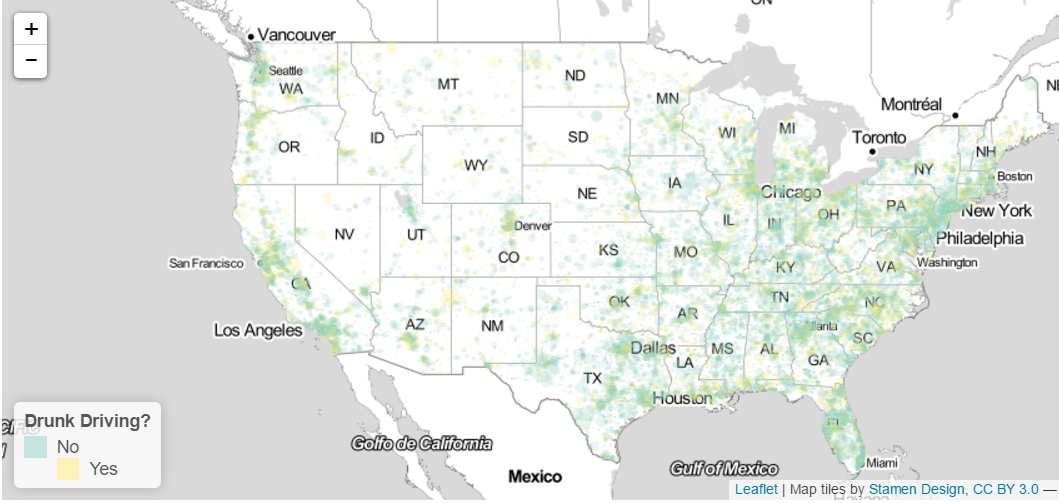 +
−
ON
Vancouver
Seattle
WA
MT
ND
MN
Montréal
NB
OR
ID
SD
WI
MI
Toronto
WY
NH
NY
Boston
IA
NE
Chicago
PA
New York
NV
UT
Denver
IL
IN
OH
Philadelphia
San Francisco
CO
KS
MO
KY
VA
Washington
CA
OK
TN
NC
Los Angeles
AZ
NM
AR
Atlanta
SC
Dallas
MS
AL
GA
LA
TX
Houston
FL
Drunk Driving?
No
Yes
Golfo de California
Mexico
Gulf of Mexico
Miami
Leaflet | Map tiles by Stamen Design, CC BY 3.0 —